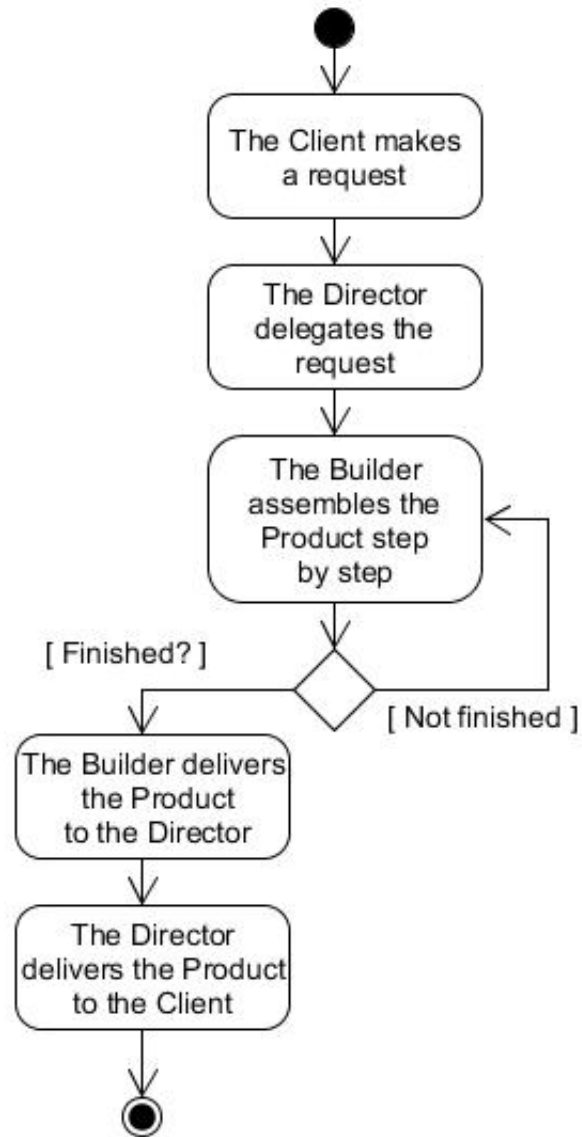 The Client makes
a request
The Director
delegates the
request
The Builder
assembles the
Product step
by step
[ Finished? ]
[ Not finished ]
The Builder delivers
the Product
to the Director
The Director
delivers the Product
to the Client